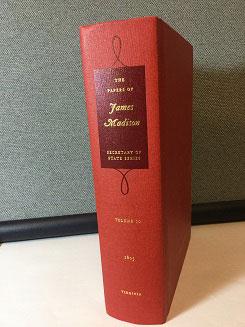 THE
PAPERS OF
James
Madison
SECRETARY OF
STATE SERIES
VOLUME 10
1805
VIRGINIA